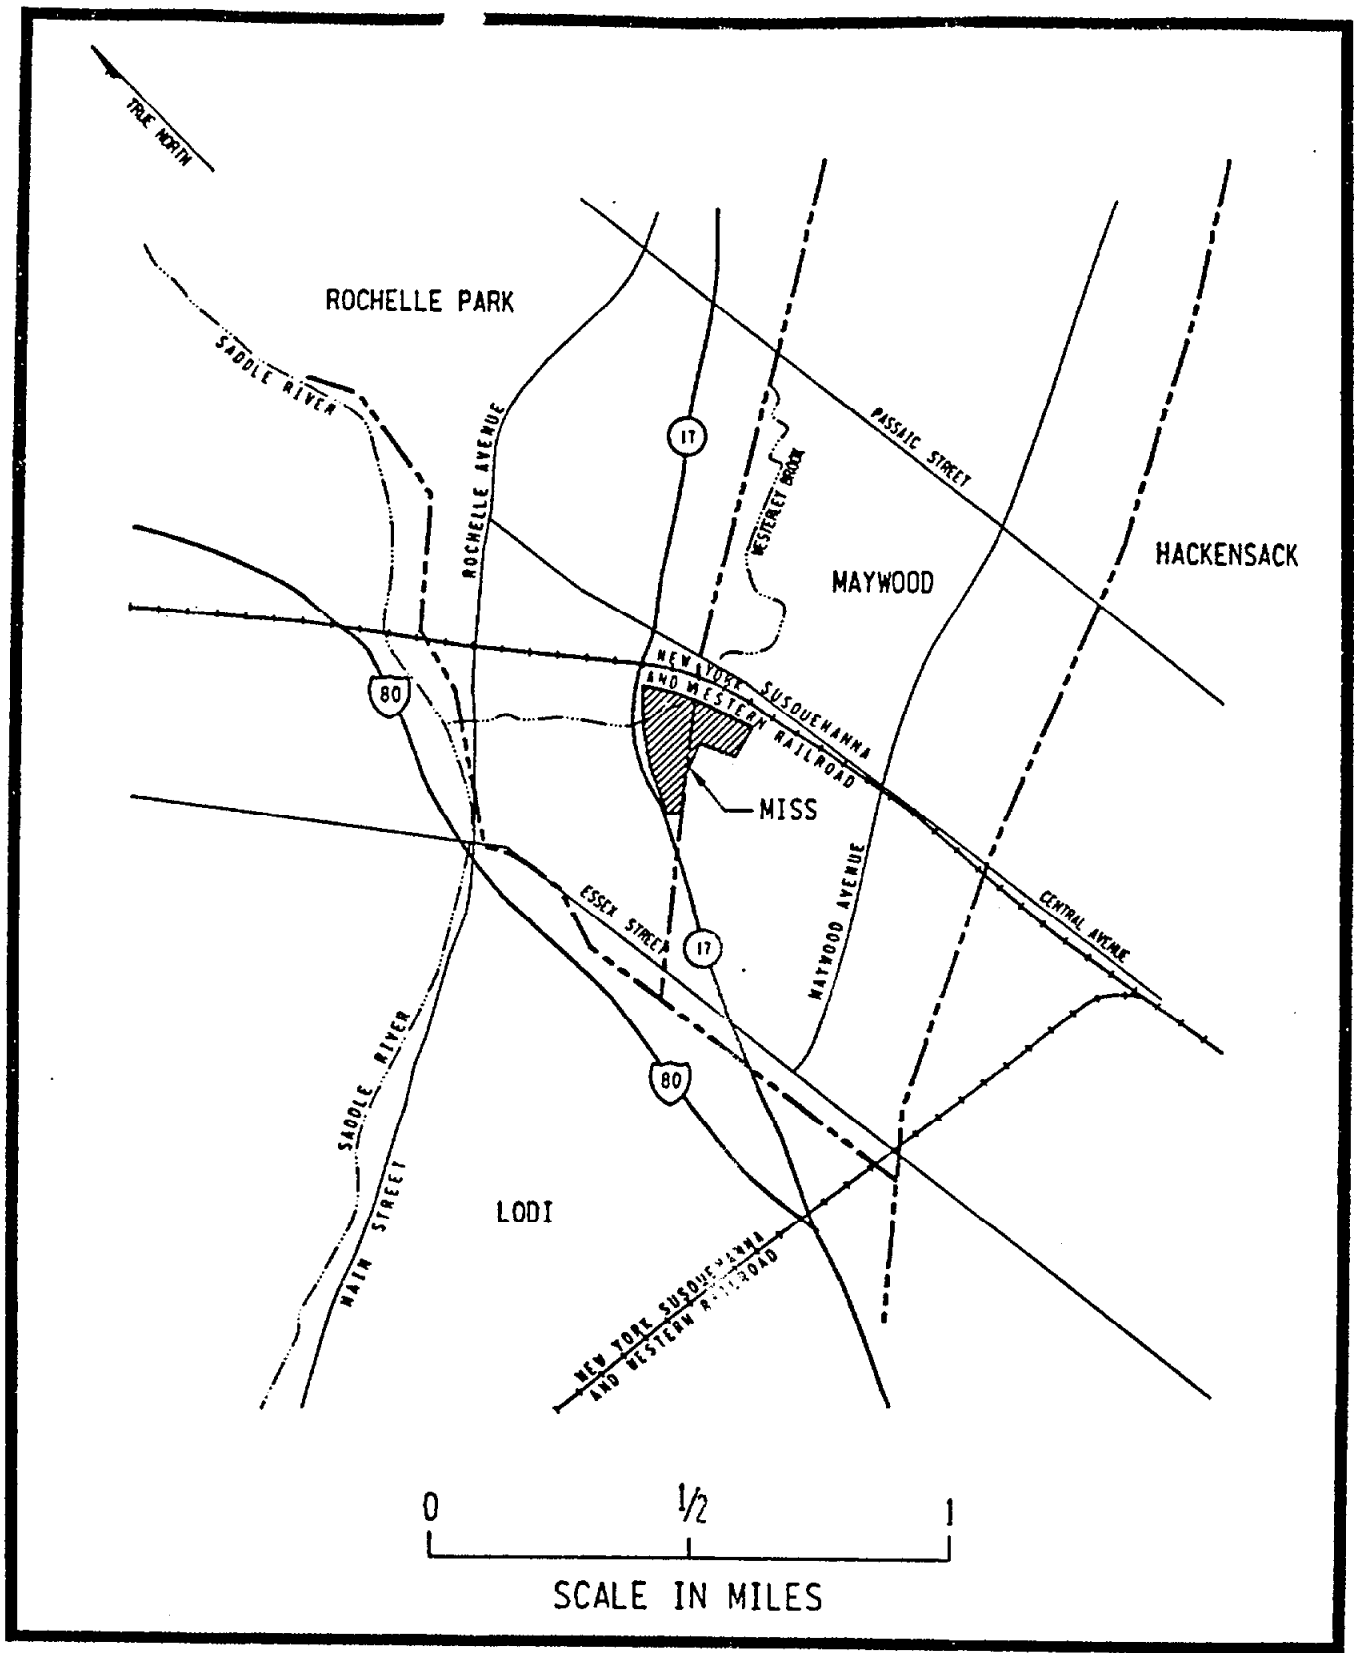 TRUE NORTH
ROCHELLE PARK
SADDLE RIVER
ROCHELLE AVENUE
17
PASSAIC STREET
WESTERLEY BROOK
HACKENSACK
MAYWOOD
80
NEW YORK SUSQUEHANNA
AND WESTERN RAILROAD
MISS
MAYWOOD AVENUE
CENTRAL AVENUE
ESSEX STREET
17
SADDLE RIVER
80
MAIN STREET
LODI
NEW YORK SUSQUEHANNA
AND WESTERN RAILROAD
0 1/2 1
SCALE IN MILES